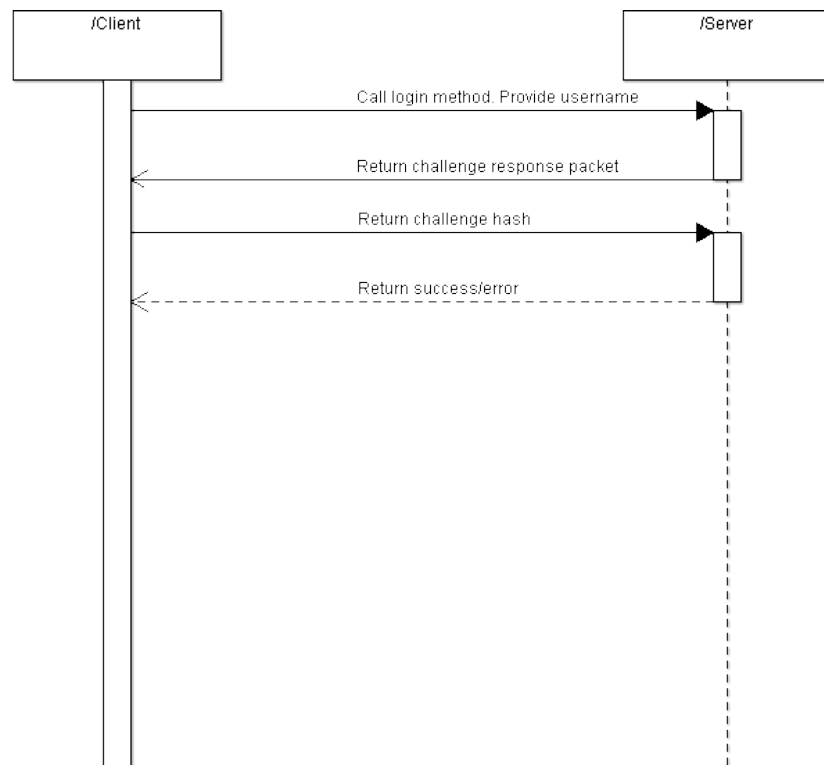 /Client
/Server
Call login method. Provide username
Return challenge response packet
Return challenge hash
Return success/error